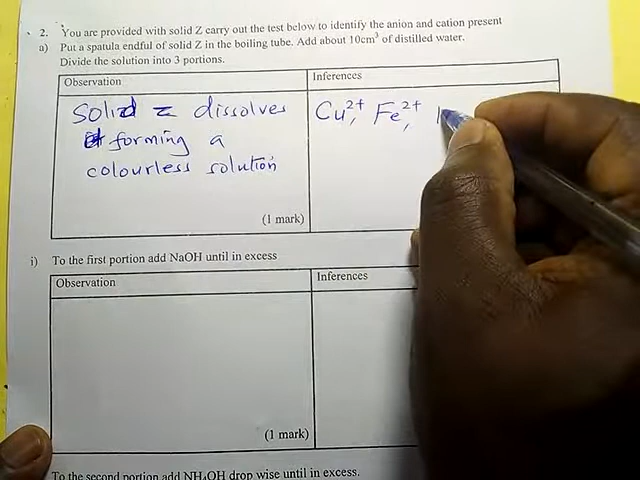 2. You are provided with solid Z carry out the test below to identify the anion and cation present
a) Put a spatula endful of solid Z in the boiling tube. Add about 10cm³ of distilled water.
Divide the solution into 3 portions.
Observation
Inferences
Solid Z dissolves
forming a
colourless solution
(1 mark)
Cu²⁺, Fe²⁺,
i) To the first portion add NaOH until in excess
Observation
Inferences
(1 mark)
To the second portion add NH₄OH drop wise until in excess.